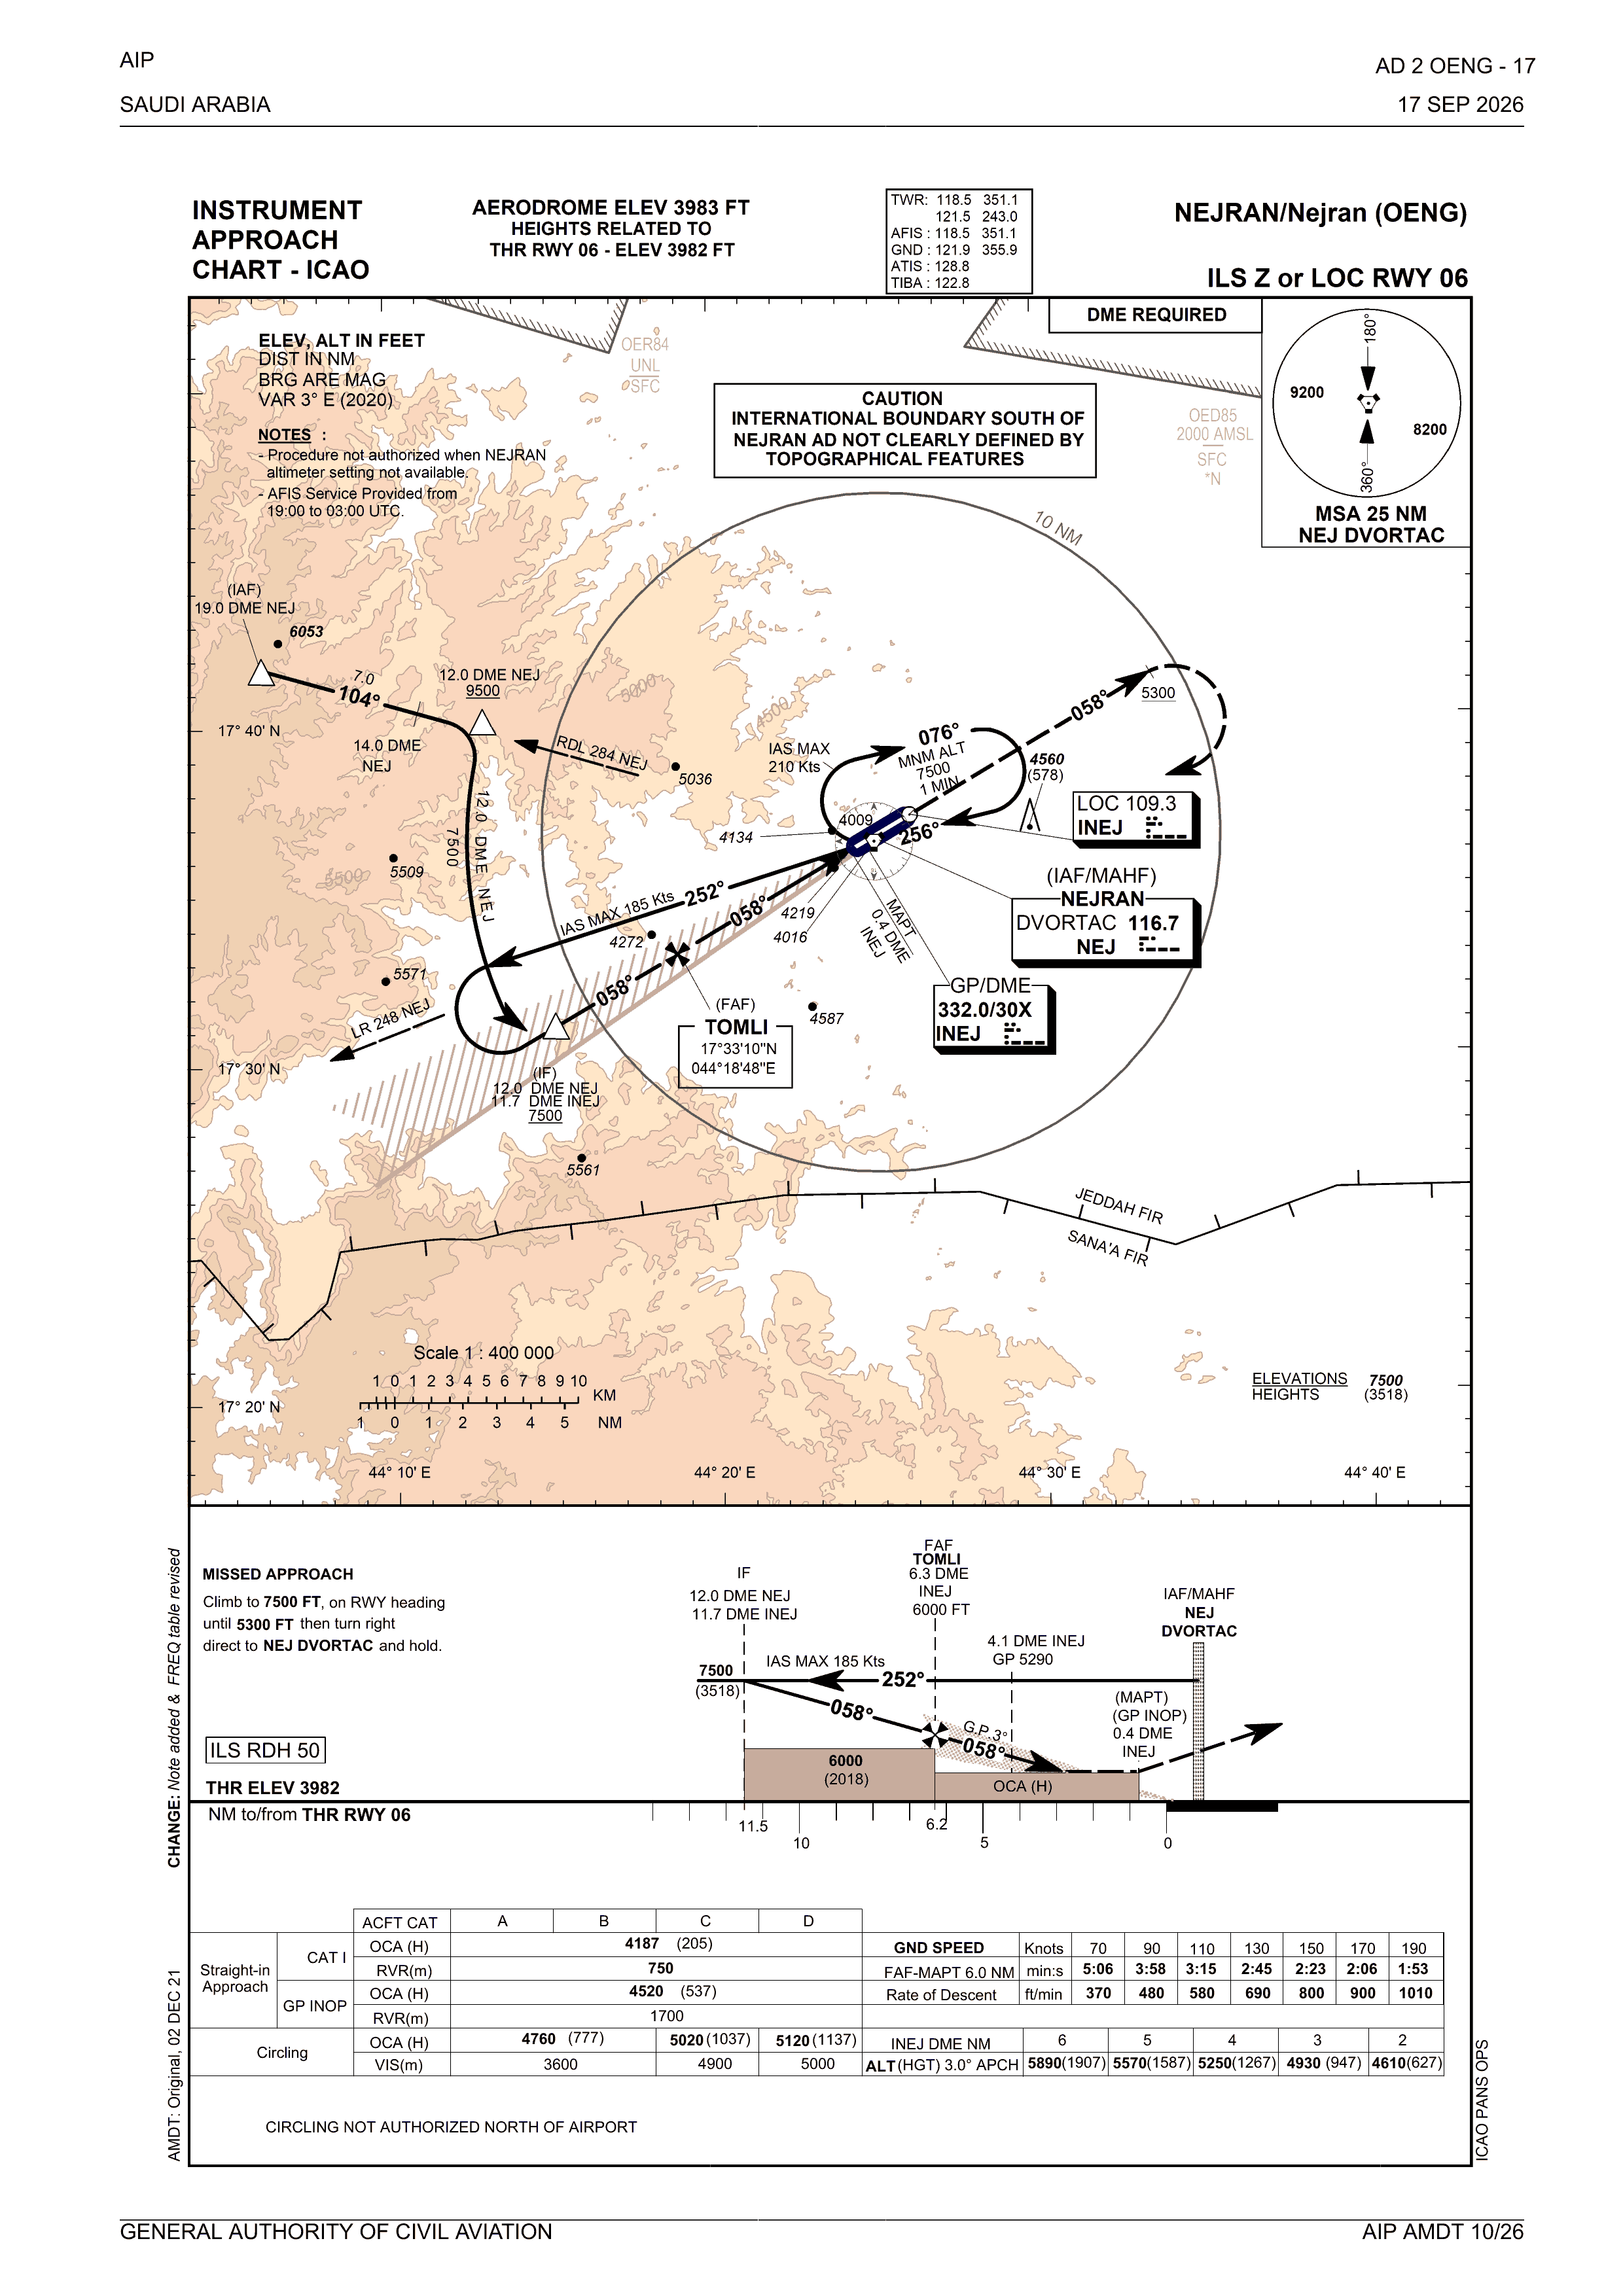 AIP
AD 2 OENG - 17
SAUDI ARABIA
17 SEP 2026
INSTRUMENT
APPROACH
CHART - ICAO
AERODROME ELEV 3983 FT
HEIGHTS RELATED TO
THR RWY 06 - ELEV 3982 FT
TWR: 118.5 351.1
121.5 243.0
AFIS : 118.5 351.1
GND : 121.9 355.9
ATIS : 128.8
TIBA : 122.8
NEJRAN/Nejran (OENG)
ILS Z or LOC RWY 06
ELEV, ALT IN FEET
DIST IN NM
BRG ARE MAG
VAR 3° E (2020)
NOTES :
- Procedure not authorized when NEJRAN
altimeter setting not available.
- AFIS Service Provided from
19:00 to 03:00 UTC.
OER84
UNL
SFC
DME REQUIRED
CAUTION
INTERNATIONAL BOUNDARY SOUTH OF
NEJRAN AD NOT CLEARLY DEFINED BY
TOPOGRAPHICAL FEATURES
OED85
2000 AMSL
SFC
*N
180°
9200
8200
360°
MSA 25 NM
NEJ DVORTAC
10 NM
(IAF)
19.0 DME NEJ
6053
7.0
104°
12.0 DME NEJ
9500
5000
4500
17° 40' N
14.0 DME
NEJ
RDL 284 NEJ
5036
IAS MAX
210 Kts
076°
MNM ALT
7500
1 MIN
058°
5300
4560
(578)
12.0 DME NEJ
7500
4134
4009
256°
LOC 109.3
INEJ
5509
5500
(IAF/MAHF)
NEJRAN
DVORTAC 116.7
NEJ
IAS MAX 185 Kts
252°
058°
4219
4016
4272
MAPT
0.4 DME
INEJ
5571
LR 248 NEJ
058°
GP/DME
332.0/30X
INEJ
(FAF)
TOMLI
17°33'10"N
044°18'48"E
4587
17° 30' N
(IF)
12.0 DME NEJ
11.7 DME INEJ
7500
5561
JEDDAH FIR
SANA'A FIR
Scale 1 : 400 000
1 0 1 2 3 4 5 6 7 8 9 10
KM
1 0 1 2 3 4 5 NM
17° 20' N
ELEVATIONS 7500
HEIGHTS (3518)
44° 10' E
44° 20' E
44° 30' E
44° 40' E
MISSED APPROACH
Climb to 7500 FT, on RWY heading
until 5300 FT then turn right
direct to NEJ DVORTAC and hold.
IF
12.0 DME NEJ
11.7 DME INEJ
FAF
TOMLI
6.3 DME
INEJ
6000 FT
4.1 DME INEJ
GP 5290
IAF/MAHF
NEJ
DVORTAC
7500
(3518)
IAS MAX 185 Kts
252°
058°
G.P 3°
058°
(MAPT)
(GP INOP)
0.4 DME
INEJ
6000
(2018)
OCA (H)
ILS RDH 50
THR ELEV 3982
NM to/from THR RWY 06
11.5
10
6.2
5
0
ACFT CAT A B C D
Straight-in
Approach
CAT I
OCA (H) 4187 (205)
RVR(m) 750
GP INOP
OCA (H) 4520 (537)
RVR(m) 1700
Circling
OCA (H) 4760 (777) 5020 (1037) 5120 (1137)
VIS(m) 3600 4900 5000
GND SPEED Knots 70 90 110 130 150 170 190
FAF-MAPT 6.0 NM min:s 5:06 3:58 3:15 2:45 2:23 2:06 1:53
Rate of Descent ft/min 370 480 580 690 800 900 1010
INEJ DME NM 6 5 4 3 2
ALT(HGT) 3.0° APCH 5890(1907) 5570(1587) 5250(1267) 4930 (947) 4610(627)
CIRCLING NOT AUTHORIZED NORTH OF AIRPORT
CHANGE: Note added & FREQ table revised
AMDT: Original, 02 DEC 21
ICAO PANS OPS
GENERAL AUTHORITY OF CIVIL AVIATION
AIP AMDT 10/26